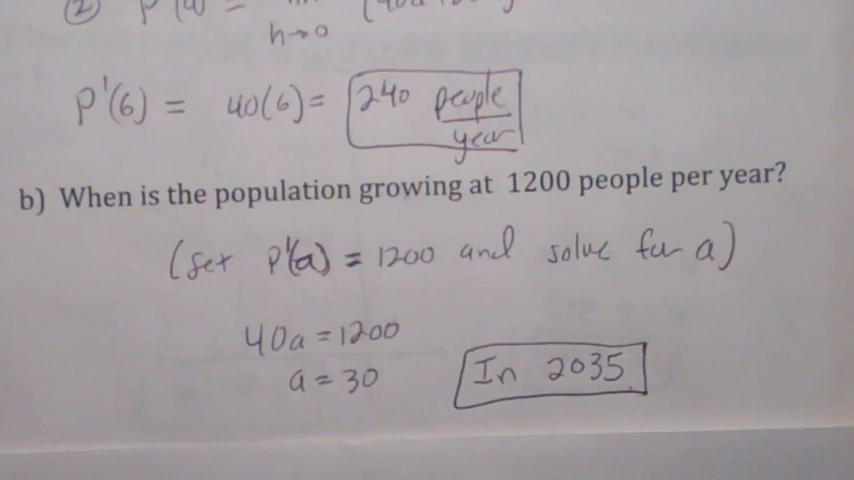 ②
h→0
P'(6) = 40(6) = 240 people/year
b) When is the population growing at 1200 people per year?
(set P'(a) = 1200 and solve for a)
40a = 1200
a = 30
In 2035